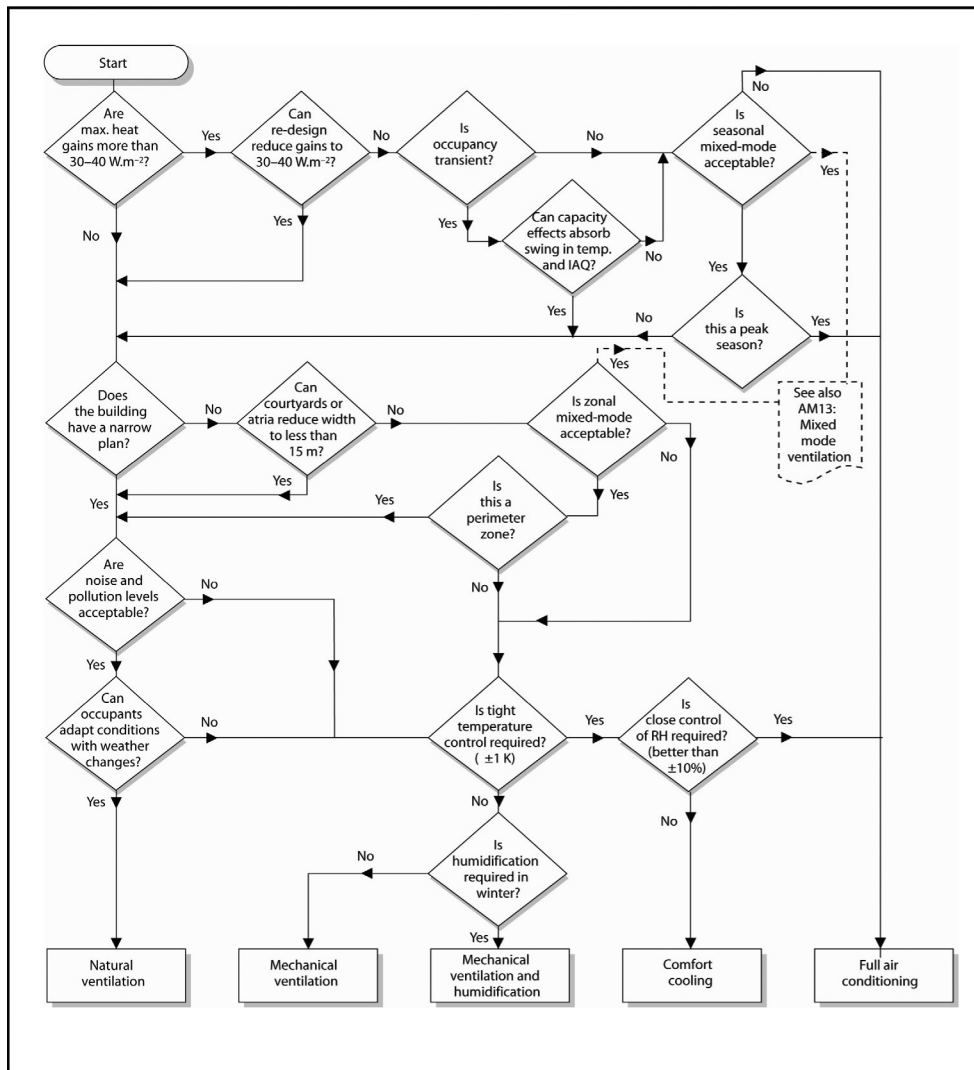 Start
Are
max. heat
gains more than
30–40 W.m⁻²?
Yes
No
Can
re-design
reduce gains to
30–40 W.m⁻²?
No
Yes
Is
occupancy
transient?
No
Yes
Can capacity
effects absorb
swing in temp.
and IAQ?
No
Yes
Is
seasonal
mixed-mode
acceptable?
No
Yes
Yes
Is
this a peak
season?
No
Yes
Does
the building
have a narrow
plan?
No
Yes
Can
courtyards or
atria reduce width
to less than
15 m?
No
Yes
Is zonal
mixed-mode
acceptable?
Yes
No
Yes
See also
AM13:
Mixed
mode
ventilation
Is
this a
perimeter
zone?
Yes
No
Are
noise and
pollution levels
acceptable?
No
Yes
Can
occupants
adapt conditions
with weather
changes?
No
Yes
Is tight
temperature
control required?
( ±1 K)
Yes
No
Is
close control
of RH required?
(better than
±10%)
Yes
No
Is
humidification
required in
winter?
No
Yes
Natural
ventilation
Mechanical
ventilation
Mechanical
ventilation and
humidification
Comfort
cooling
Full air
conditioning